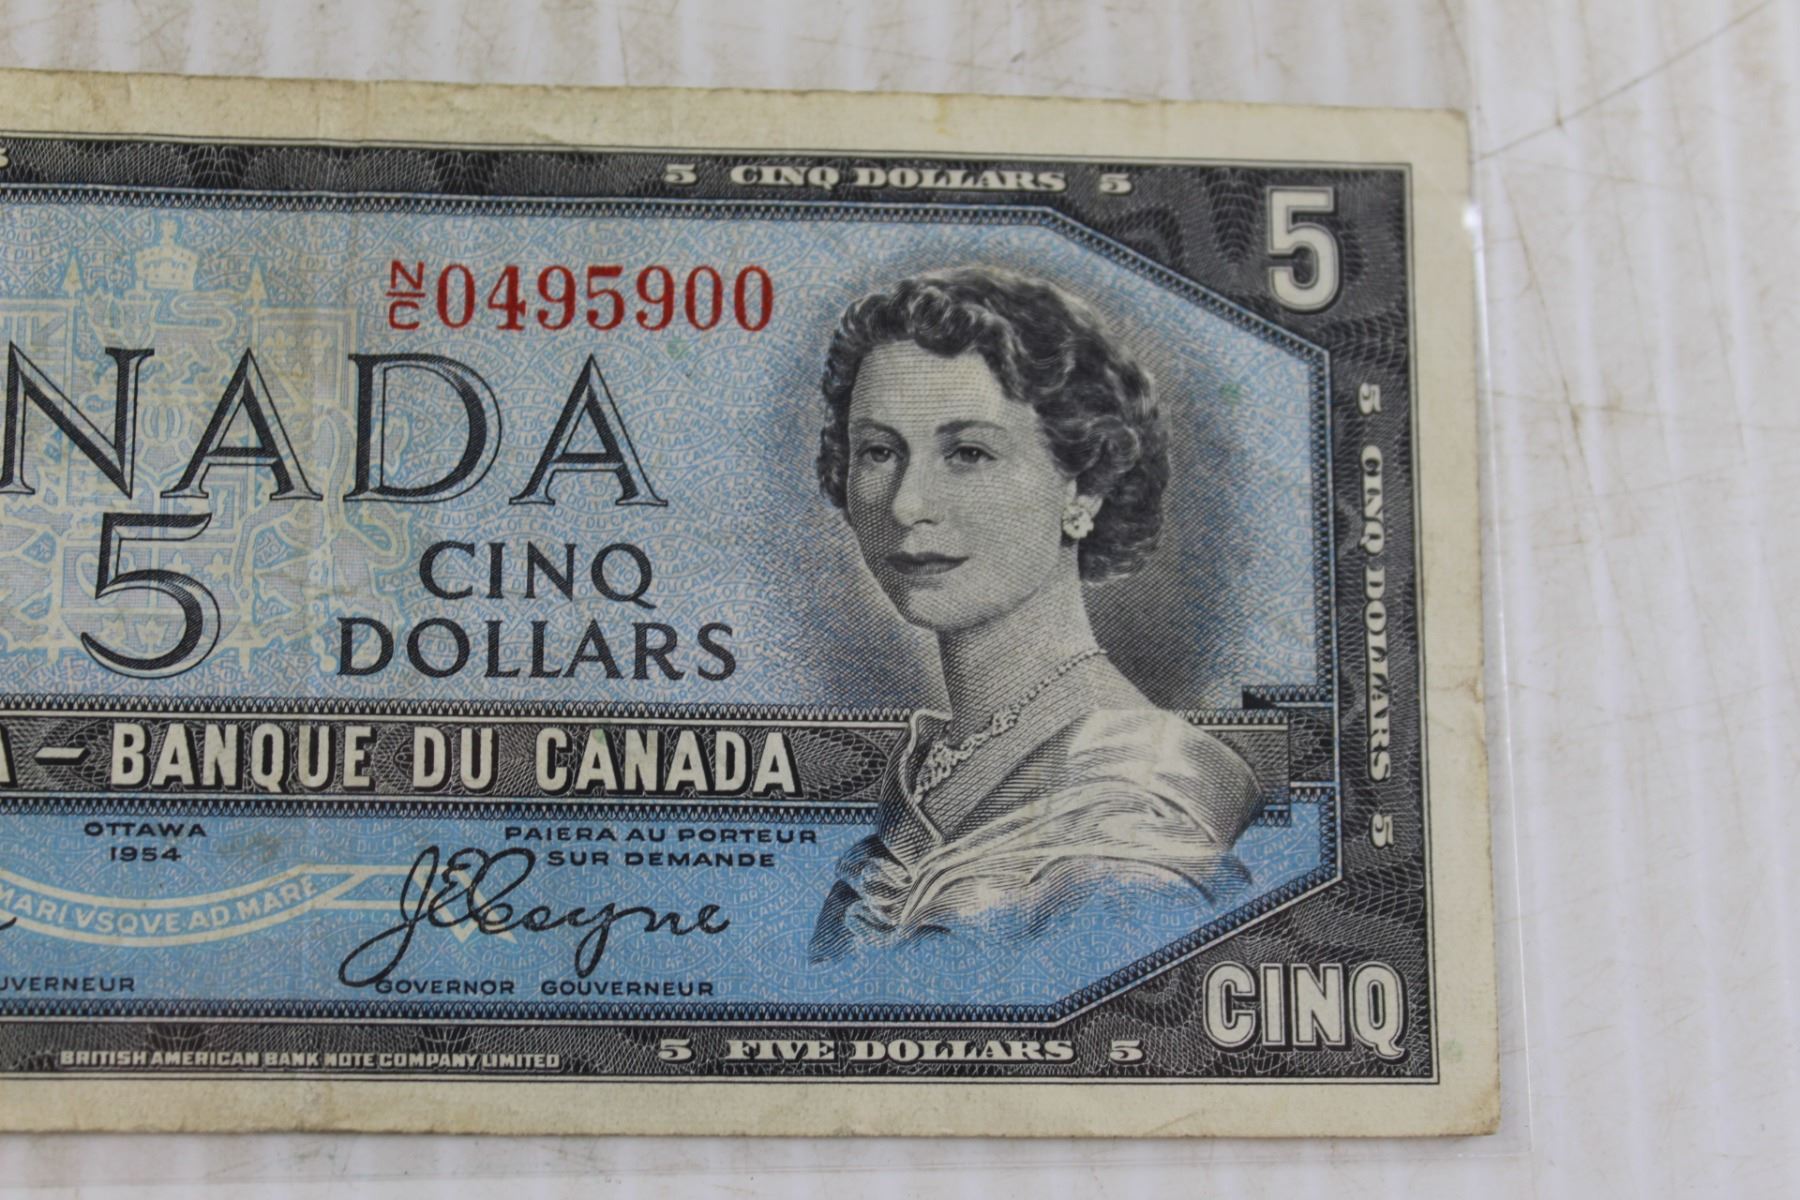 5 CINQ DOLLARS 5
5
N/C 0495900
NADA
5
CINQ
DOLLARS
5 CINQ DOLLARS 5
A – BANQUE DU CANADA
OTTAWA
1954
PAIERA AU PORTEUR
SUR DEMANDE
MARI VSQVE AD MARE
J E Coyne
UVERNEUR
GOVERNOR GOUVERNEUR
CINQ
BRITISH AMERICAN BANK NOTE COMPANY LIMITED
5 FIVE DOLLARS 5